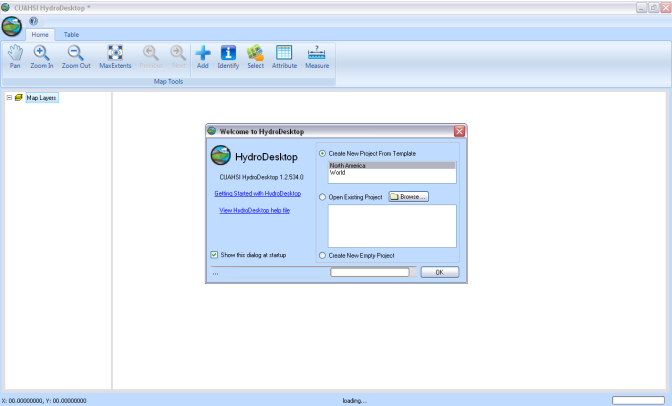 CUAHSI HydroDesktop *
Home Table
Pan Zoom In Zoom Out MaxExtents Add Identify Select Attribute Measure
Map Tools
Map Layers
Welcome to HydroDesktop
HydroDesktop
CUAHSI HydroDesktop 1.2.534.0
Getting Started with HydroDesktop
View HydroDesktop help file
Show this dialog at startup
Create New Project From Template
North America
World
Open Existing Project Browse ...
Create New Empty Project
... OK
X: 00.00000000, Y: 00.00000000 loading...